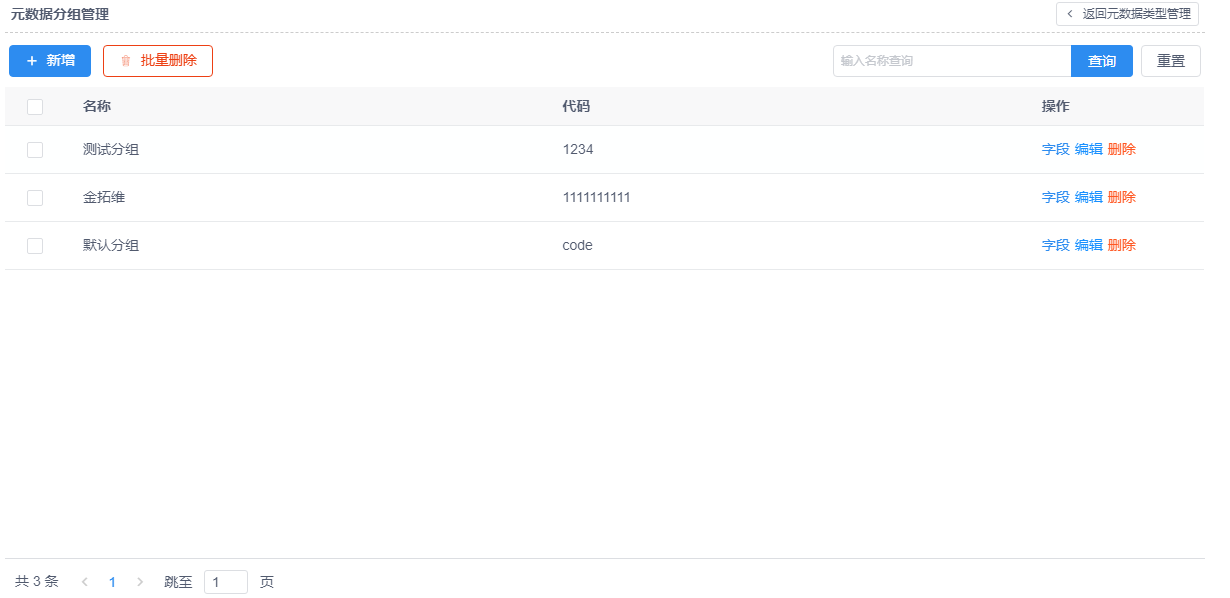 元数据分组管理
返回元数据类型管理
新增
批量删除
输入名称查询
查询
重置
名称 代码 操作
测试分组 1234 字段 编辑 删除
金拓维 1111111111 字段 编辑 删除
默认分组 code 字段 编辑 删除
共 3 条 1 跳至 1 页